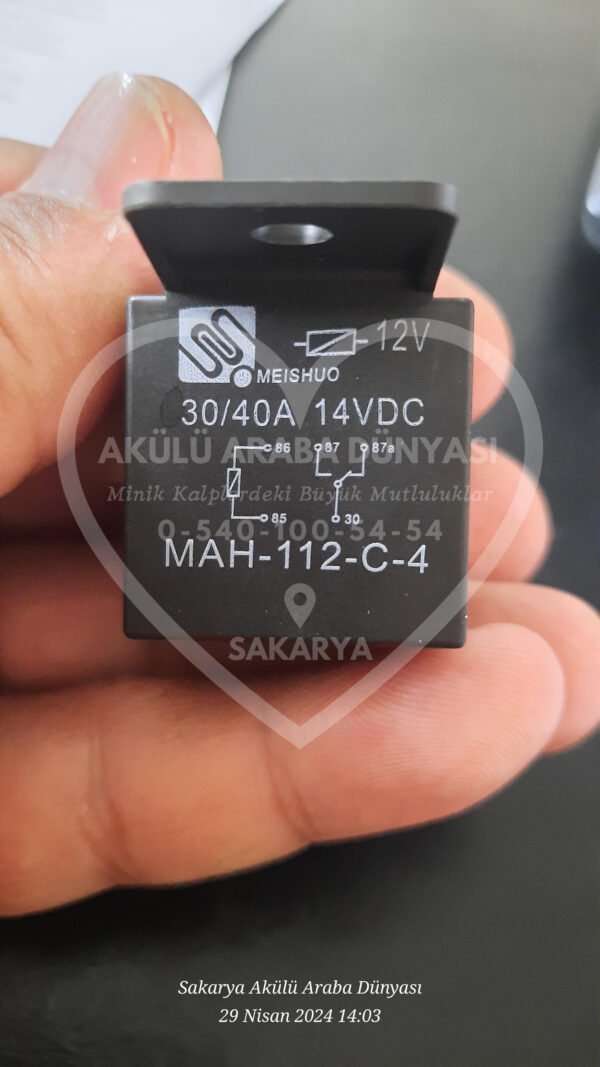 12V
MEISHUO
30/40A 14VDC
AKÜLÜ ARABA DÜNYASI
86 87 87a
Minik Kalplerdeki Büyük Mutluluklar
85 30
0-540-100-54-54
MAH-112-C-4
SAKARYA
Sakarya Akülü Araba Dünyası
29 Nisan 2024 14:03